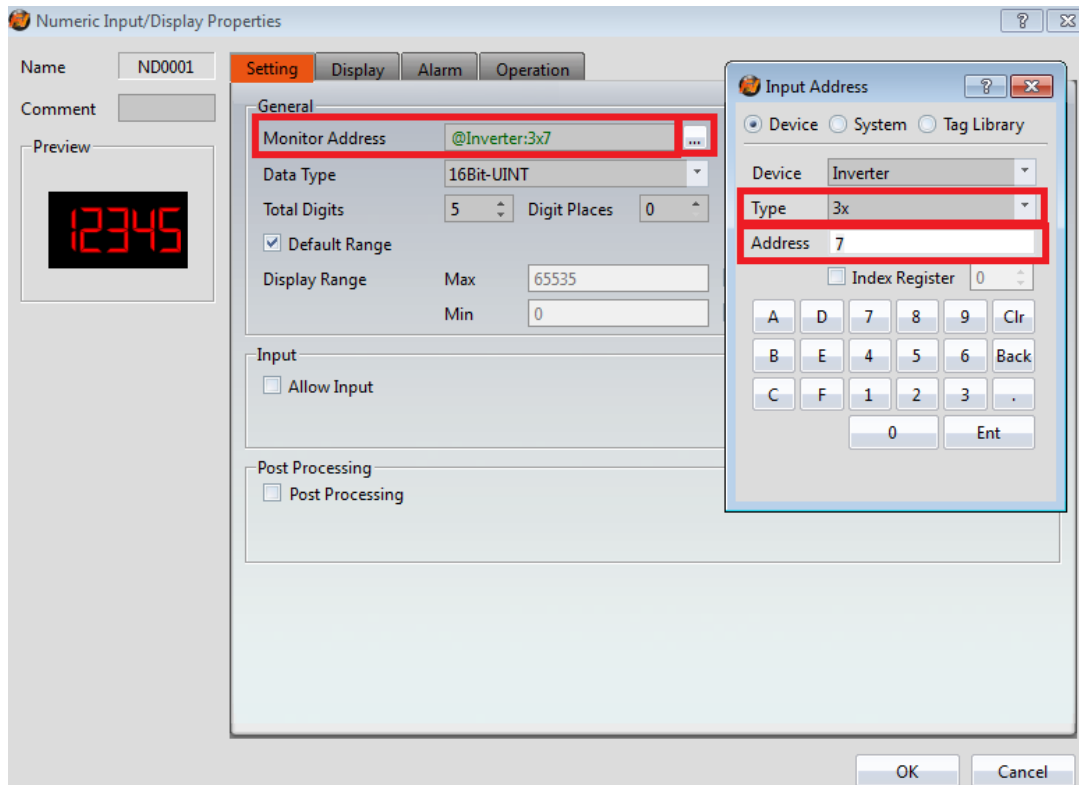 Numeric Input/Display Properties
Name ND0001
Comment
Preview
12345
Setting Display Alarm Operation
General
Monitor Address @Inverter:3x7 ...
Data Type 16Bit-UINT
Total Digits 5 Digit Places 0
Default Range
Display Range Max 65535
Min 0
Input
Allow Input
Post Processing
Post Processing
Input Address
Device System Tag Library
Device Inverter
Type 3x
Address 7
Index Register 0
A D 7 8 9 Clr
B E 4 5 6 Back
C F 1 2 3 .
0 Ent
OK Cancel